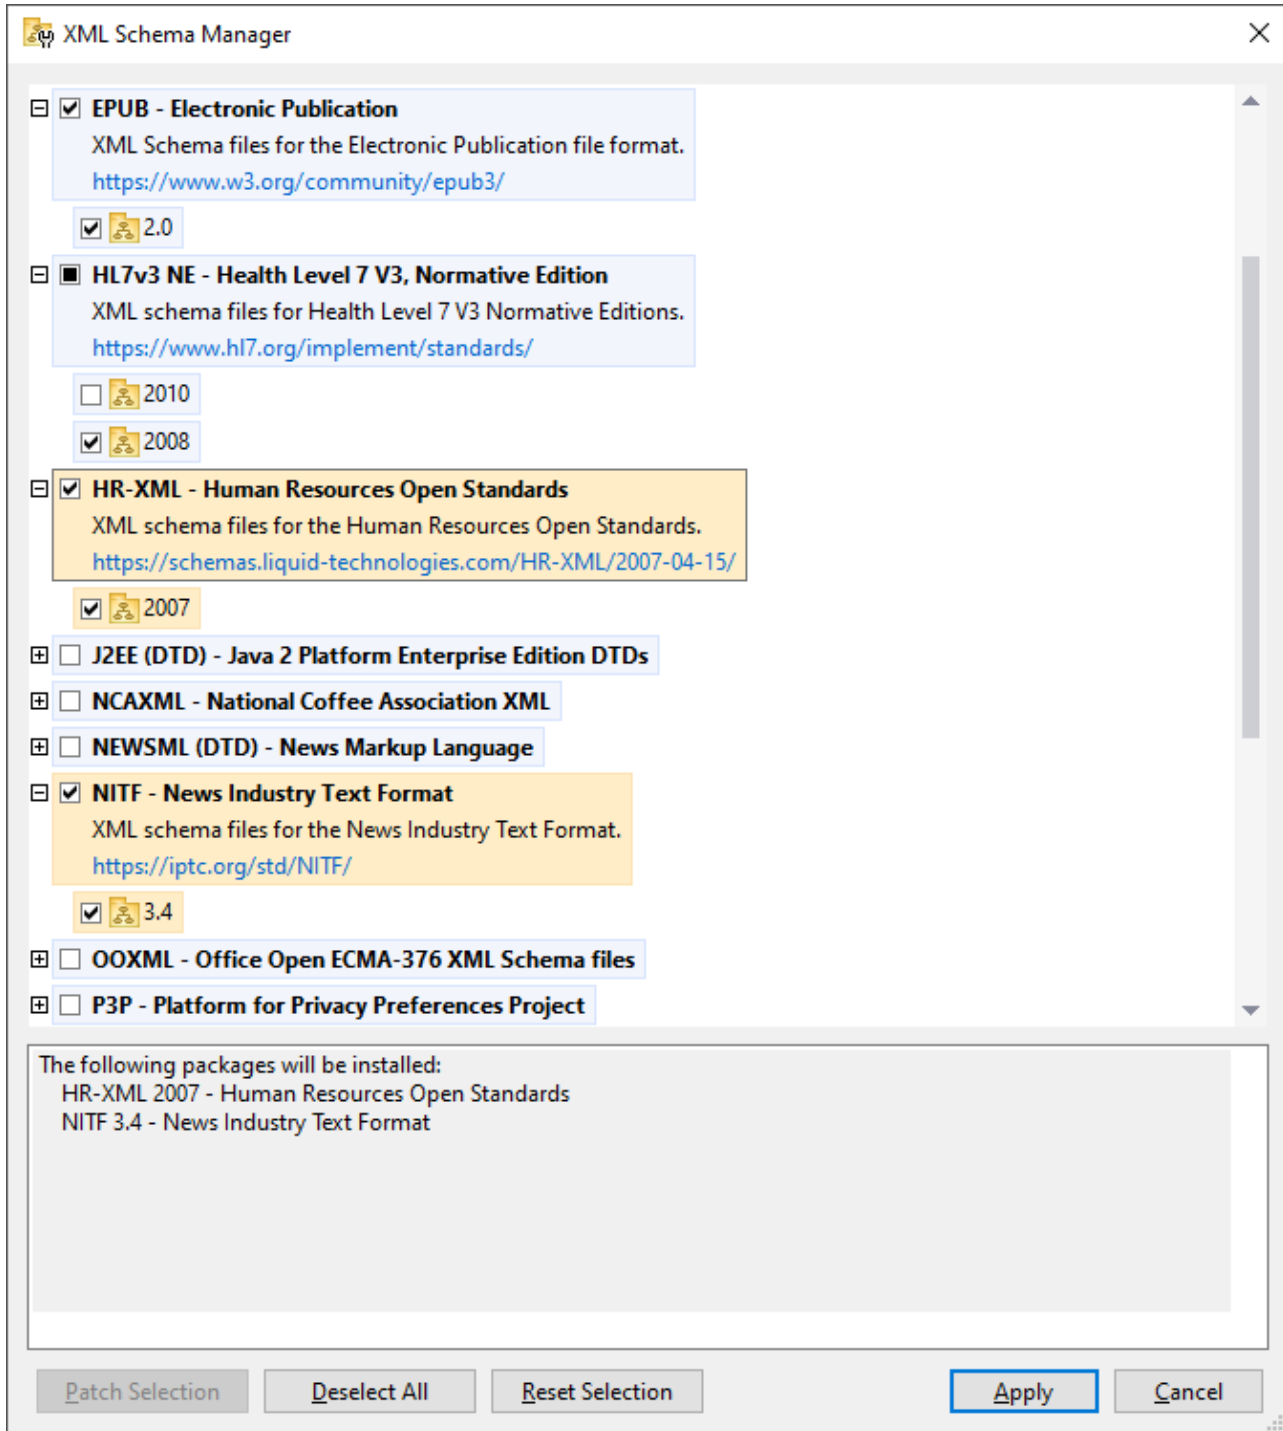 XML Schema Manager
EPUB - Electronic Publication
XML Schema files for the Electronic Publication file format.
https://www.w3.org/community/epub3/
2.0
HL7v3 NE - Health Level 7 V3, Normative Edition
XML schema files for Health Level 7 V3 Normative Editions.
https://www.hl7.org/implement/standards/
2010
2008
HR-XML - Human Resources Open Standards
XML schema files for the Human Resources Open Standards.
https://schemas.liquid-technologies.com/HR-XML/2007-04-15/
2007
J2EE (DTD) - Java 2 Platform Enterprise Edition DTDs
NCAXML - National Coffee Association XML
NEWSML (DTD) - News Markup Language
NITF - News Industry Text Format
XML schema files for the News Industry Text Format.
https://iptc.org/std/NITF/
3.4
OOXML - Office Open ECMA-376 XML Schema files
P3P - Platform for Privacy Preferences Project
The following packages will be installed:
HR-XML 2007 - Human Resources Open Standards
NITF 3.4 - News Industry Text Format
Patch Selection Deselect All Reset Selection Apply Cancel